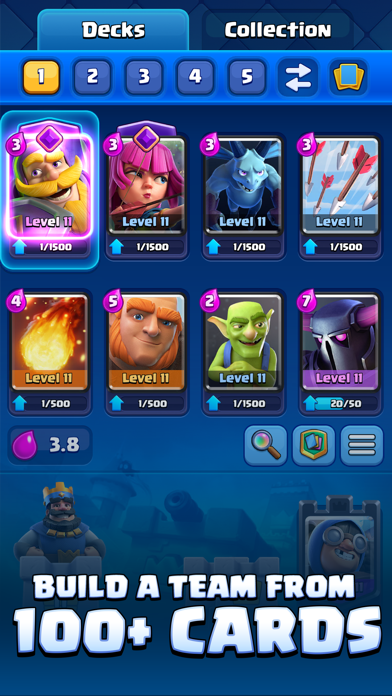 Decks Collection
1 2 3 4 5
3 3 3 3
Level 11 Level 11 Level 11 Level 11
1/1500 1/1500 1/1500 1/1500
4 5 2 7
Level 11 Level 11 Level 11 Level 11
1/500 1/500 1/1500 20/50
3.8
BUILD A TEAM FROM
100+ CARDS